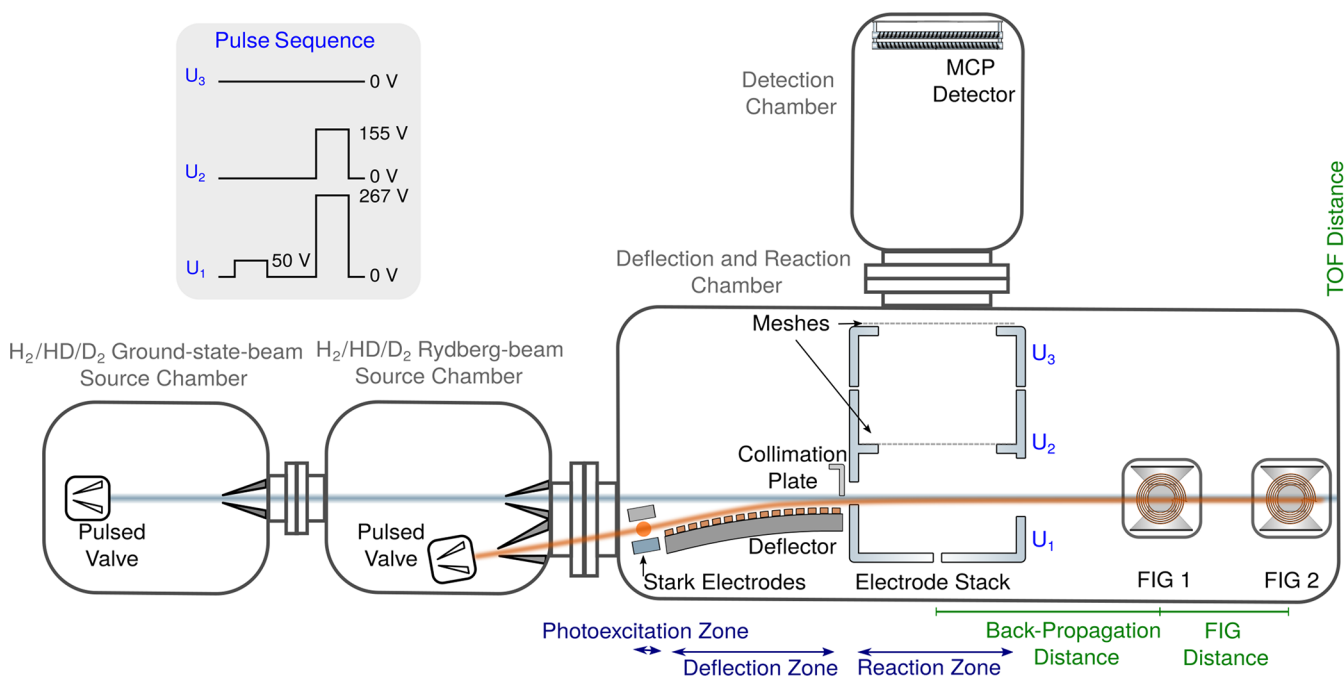 Pulse Sequence
U₃
0 V
155 V
U₂
0 V
267 V
50 V
U₁
0 V
Detection
Chamber
MCP
Detector
TOF Distance
Deflection and Reaction
Chamber
Meshes
U₃
H₂/HD/D₂ Ground-state-beam
Source Chamber
H₂/HD/D₂ Rydberg-beam
Source Chamber
U₂
Collimation
Plate
Pulsed
Valve
Pulsed
Valve
Deflector
U₁
Stark Electrodes
Electrode Stack
FIG 1
FIG 2
Photoexcitation Zone
Deflection Zone
Reaction Zone
Back-Propagation
Distance
FIG
Distance